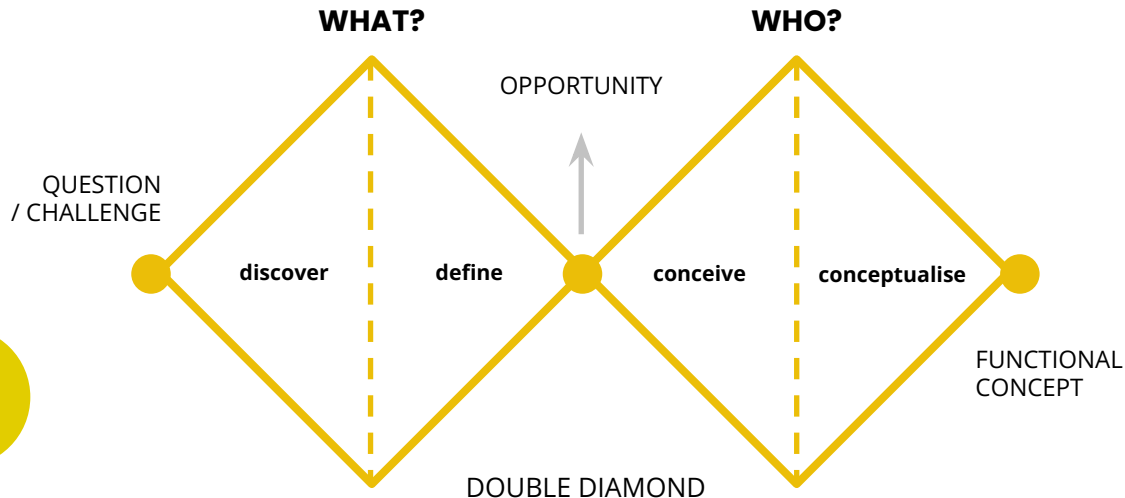 WHAT?
WHO?
OPPORTUNITY
QUESTION
/ CHALLENGE
discover
define
conceive
conceptualise
FUNCTIONAL
CONCEPT
DOUBLE DIAMOND